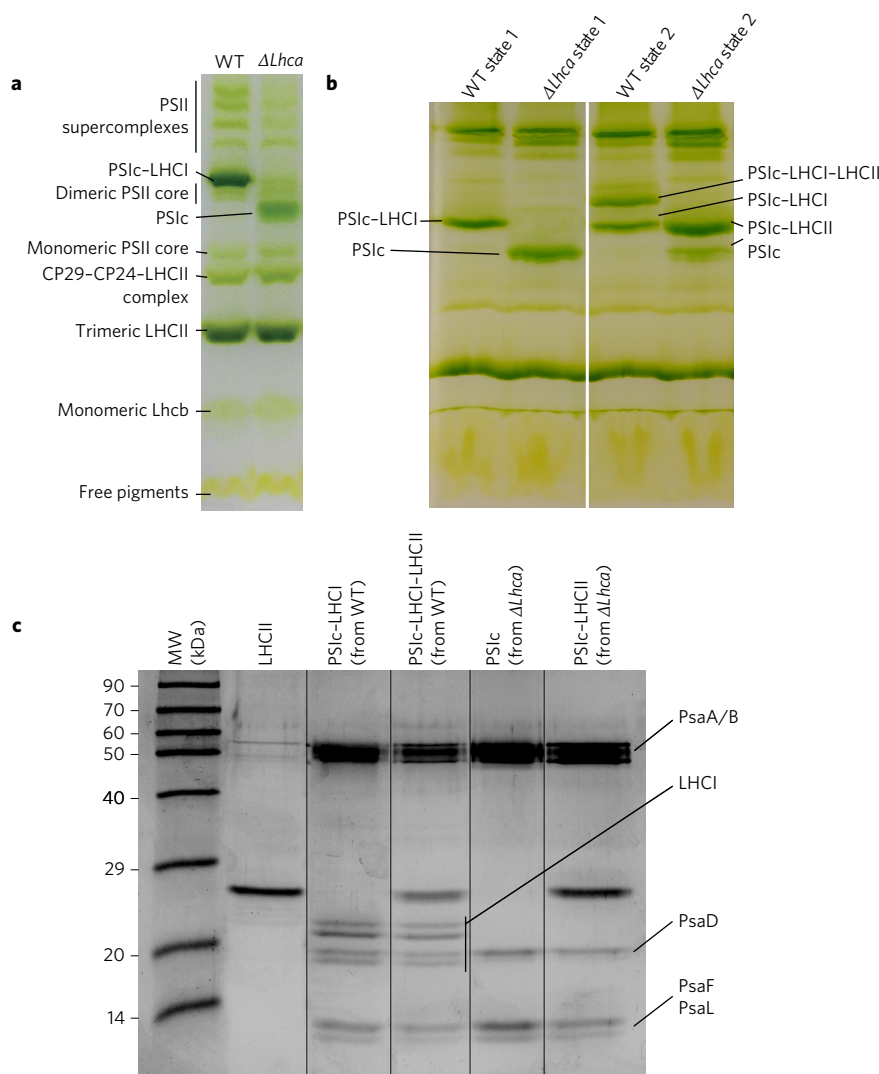 a
WT
ΔLhca
PSII
supercomplexes
PSIc–LHCI
Dimeric PSII core
PSIc
Monomeric PSII core
CP29–CP24–LHCII
complex
Trimeric LHCII
Monomeric Lhcb
Free pigments
b
WT state 1
ΔLhca state 1
WT state 2
ΔLhca state 2
PSIc–LHCI
PSIc
PSIc–LHCI–LHCII
PSIc–LHCI
PSIc–LHCII
PSIc
c
MW
(kDa)
LHCII
PSIc–LHCI
(from WT)
PSIc–LHCI–LHCII
(from WT)
PSIc
(from ΔLhca)
PSIc–LHCII
(from ΔLhca)
90
70
60
50
40
29
20
14
PsaA/B
LHCI
PsaD
PsaF
PsaL